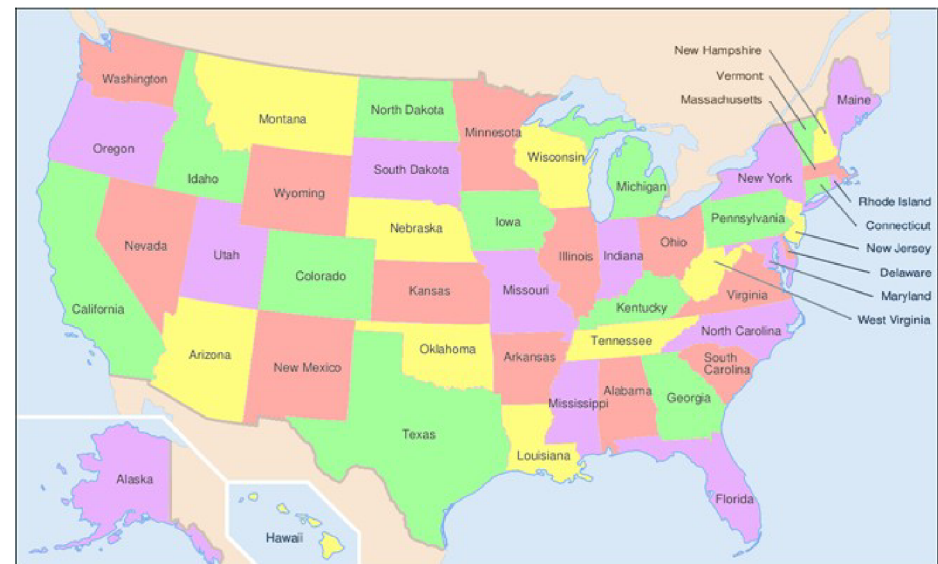 New Hampshire
Vermont
Massachusetts
Washington
Montana
North Dakota
Minnesota
Maine
Oregon
Idaho
Wyoming
South Dakota
Wisconsin
Michigan
New York
Rhode Island
Connecticut
New Jersey
Delaware
Maryland
West Virginia
Nevada
Utah
Colorado
Nebraska
Iowa
Illinois
Indiana
Ohio
Pennsylvania
California
Kansas
Missouri
Kentucky
Virginia
Arizona
New Mexico
Oklahoma
Arkansas
Tennessee
North Carolina
South
Carolina
Texas
Louisiana
Mississippi
Alabama
Georgia
Florida
Alaska
Hawaii